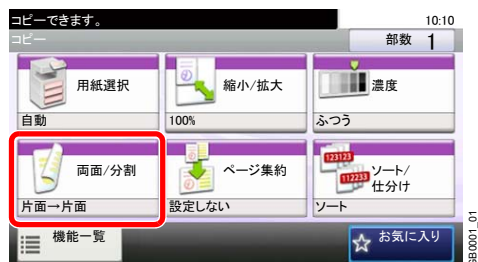 コピーできます。
10:10
コピー
部数 1
用紙選択
縮小/拡大
濃度
自動
100%
ふつう
両面/分割
ページ集約
123123
112233
ソート/
仕分け
片面→片面
設定しない
ソート
機能一覧
お気に入り
GB0001_01